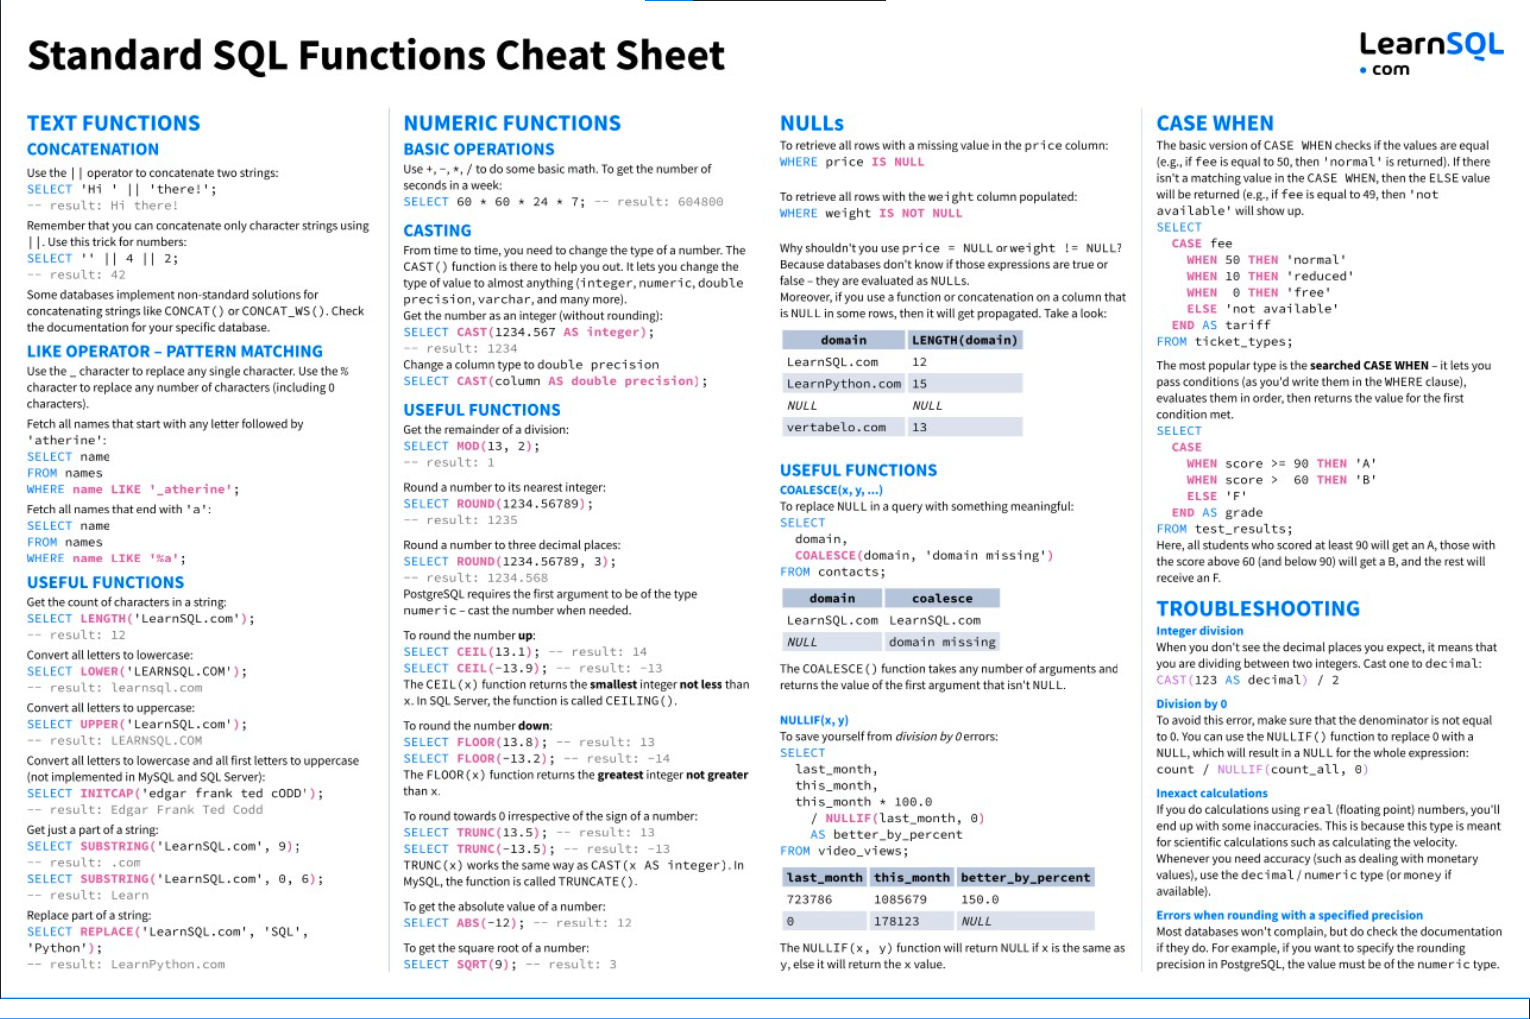 Standard SQL Functions Cheat Sheet
LearnSQL
• com
TEXT FUNCTIONS
CONCATENATION
Use the || operator to concatenate two strings:
SELECT 'Hi ' || 'there!';
-- result: Hi there!
Remember that you can concatenate only character strings using
||. Use this trick for numbers:
SELECT '' || 4 || 2;
-- result: 42
Some databases implement non-standard solutions for
concatenating strings like CONCAT() or CONCAT_WS(). Check
the documentation for your specific database.
LIKE OPERATOR – PATTERN MATCHING
Use the _ character to replace any single character. Use the %
character to replace any number of characters (including 0
characters).
Fetch all names that start with any letter followed by
'atherine':
SELECT name
FROM names
WHERE name LIKE '_atherine';
Fetch all names that end with 'a':
SELECT name
FROM names
WHERE name LIKE '%a';
USEFUL FUNCTIONS
Get the count of characters in a string:
SELECT LENGTH('LearnSQL.com');
-- result: 12
Convert all letters to lowercase:
SELECT LOWER('LEARNSQL.COM');
-- result: learnsql.com
Convert all letters to uppercase:
SELECT UPPER('LearnSQL.com');
-- result: LEARNSQL.COM
Convert all letters to lowercase and all first letters to uppercase
(not implemented in MySQL and SQL Server):
SELECT INITCAP('edgar frank ted cODD');
-- result: Edgar Frank Ted Codd
Get just a part of a string:
SELECT SUBSTRING('LearnSQL.com', 9);
-- result: .com
SELECT SUBSTRING('LearnSQL.com', 0, 6);
-- result: Learn
Replace part of a string:
SELECT REPLACE('LearnSQL.com', 'SQL',
'Python');
-- result: LearnPython.com
NUMERIC FUNCTIONS
BASIC OPERATIONS
Use +, -, *, / to do some basic math. To get the number of
seconds in a week:
SELECT 60 * 60 * 24 * 7; -- result: 604800
CASTING
From time to time, you need to change the type of a number. The
CAST() function is there to help you out. It lets you change the
type of value to almost anything (integer, numeric, double
precision, varchar, and many more).
Get the number as an integer (without rounding):
SELECT CAST(1234.567 AS integer);
-- result: 1234
Change a column type to double precision
SELECT CAST(column AS double precision);
USEFUL FUNCTIONS
Get the remainder of a division:
SELECT MOD(13, 2);
-- result: 1
Round a number to its nearest integer:
SELECT ROUND(1234.56789);
-- result: 1235
Round a number to three decimal places:
SELECT ROUND(1234.56789, 3);
-- result: 1234.568
PostgreSQL requires the first argument to be of the type
numeric – cast the number when needed.
To round the number up:
SELECT CEIL(13.1); -- result: 14
SELECT CEIL(-13.9); -- result: -13
The CEIL(x) function returns the smallest integer not less than
x. In SQL Server, the function is called CEILING().
To round the number down:
SELECT FLOOR(13.8); -- result: 13
SELECT FLOOR(-13.2); -- result: -14
The FLOOR(x) function returns the greatest integer not greater
than x.
To round towards 0 irrespective of the sign of a number:
SELECT TRUNC(13.5); -- result: 13
SELECT TRUNC(-13.5); -- result: -13
TRUNC(x) works the same way as CAST(x AS integer). In
MySQL, the function is called TRUNCATE().
To get the absolute value of a number:
SELECT ABS(-12); -- result: 12
To get the square root of a number:
SELECT SQRT(9); -- result: 3
NULLs
To retrieve all rows with a missing value in the price column:
WHERE price IS NULL
To retrieve all rows with the weight column populated:
WHERE weight IS NOT NULL
Why shouldn't you use price = NULL or weight != NULL?
Because databases don't know if those expressions are true or
false – they are evaluated as NULLs.
Moreover, if you use a function or concatenation on a column that
is NULL in some rows, then it will get propagated. Take a look:
domain LENGTH(domain)
LearnSQL.com 12
LearnPython.com 15
NULL NULL
vertabelo.com 13
USEFUL FUNCTIONS
COALESCE(x, y, ...)
To replace NULL in a query with something meaningful:
SELECT
domain,
COALESCE(domain, 'domain missing')
FROM contacts;
domain coalesce
LearnSQL.com LearnSQL.com
NULL domain missing
The COALESCE() function takes any number of arguments and
returns the value of the first argument that isn't NULL.
NULLIF(x, y)
To save yourself from division by 0 errors:
SELECT
last_month,
this_month,
this_month * 100.0
/ NULLIF(last_month, 0)
AS better_by_percent
FROM video_views;
last_month this_month better_by_percent
723786 1085679 150.0
0 178123 NULL
The NULLIF(x, y) function will return NULL if x is the same as
y, else it will return the x value.
CASE WHEN
The basic version of CASE WHEN checks if the values are equal
(e.g., if fee is equal to 50, then 'normal' is returned). If there
isn't a matching value in the CASE WHEN, then the ELSE value
will be returned (e.g., if fee is equal to 49, then 'not
available' will show up.
SELECT
CASE fee
WHEN 50 THEN 'normal'
WHEN 10 THEN 'reduced'
WHEN 0 THEN 'free'
ELSE 'not available'
END AS tariff
FROM ticket_types;
The most popular type is the searched CASE WHEN – it lets you
pass conditions (as you'd write them in the WHERE clause),
evaluates them in order, then returns the value for the first
condition met.
SELECT
CASE
WHEN score >= 90 THEN 'A'
WHEN score > 60 THEN 'B'
ELSE 'F'
END AS grade
FROM test_results;
Here, all students who scored at least 90 will get an A, those with
the score above 60 (and below 90) will get a B, and the rest will
receive an F.
TROUBLESHOOTING
Integer division
When you don't see the decimal places you expect, it means that
you are dividing between two integers. Cast one to decimal:
CAST(123 AS decimal) / 2
Division by 0
To avoid this error, make sure that the denominator is not equal
to 0. You can use the NULLIF() function to replace 0 with a
NULL, which will result in a NULL for the whole expression:
count / NULLIF(count_all, 0)
Inexact calculations
If you do calculations using real (floating point) numbers, you'll
end up with some inaccuracies. This is because this type is meant
for scientific calculations such as calculating the velocity.
Whenever you need accuracy (such as dealing with monetary
values), use the decimal / numeric type (or money if
available).
Errors when rounding with a specified precision
Most databases won't complain, but do check the documentation
if they do. For example, if you want to specify the rounding
precision in PostgreSQL, the value must be of the numeric type.